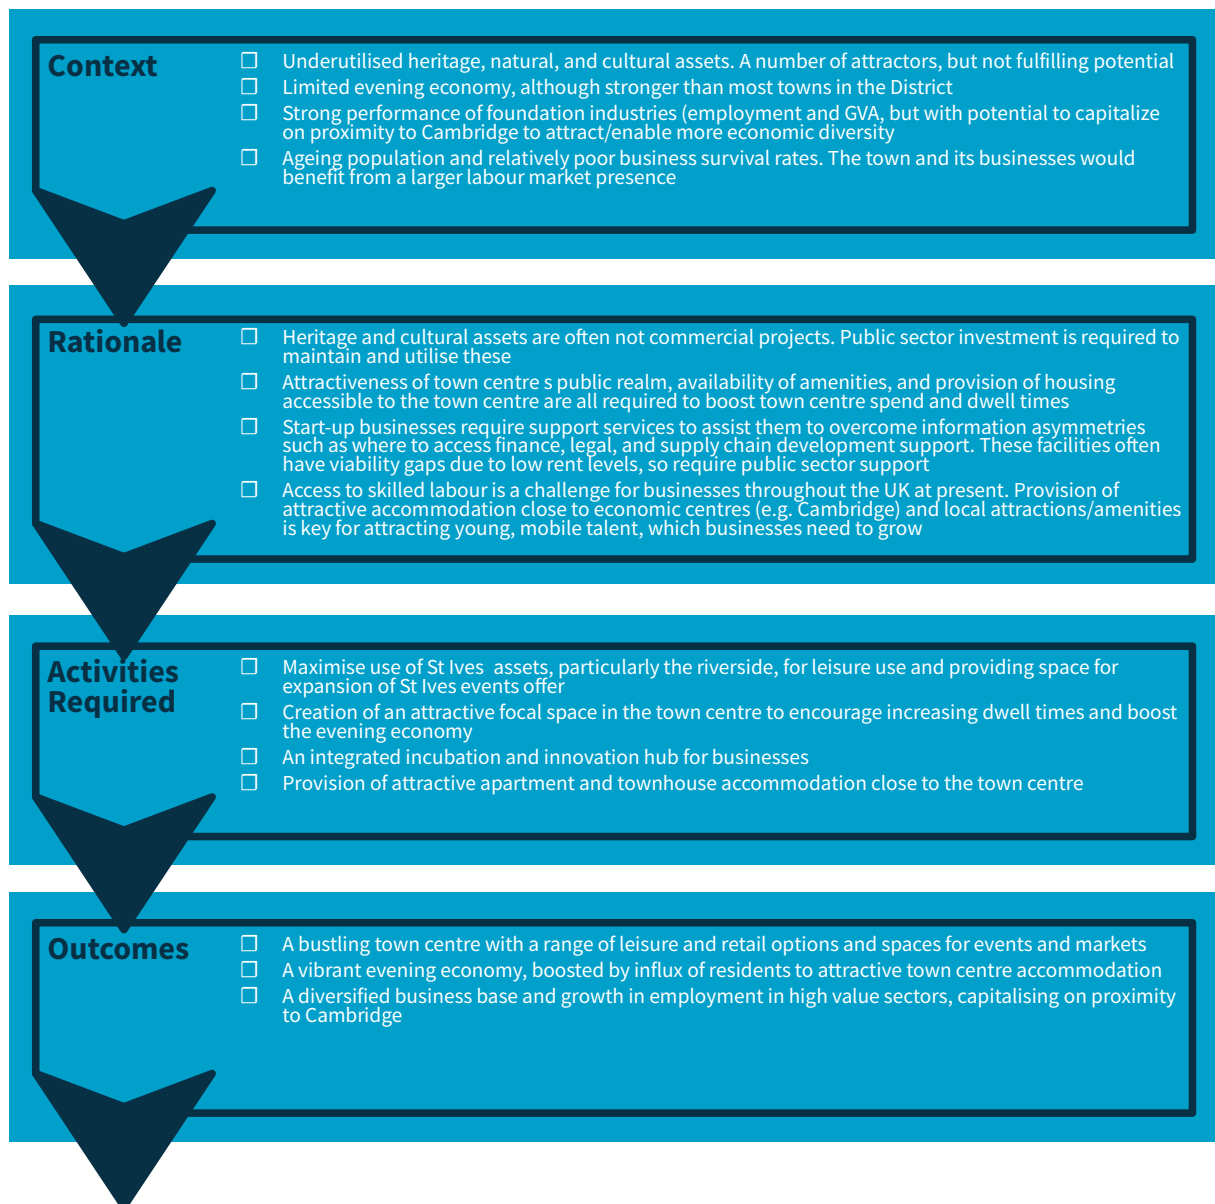 Context
❒ Underutilised heritage, natural, and cultural assets. A number of attractors, but not fulfilling potential
❒ Limited evening economy, although stronger than most towns in the District
❒ Strong performance of foundation industries (employment and GVA, but with potential to capitalize
on proximity to Cambridge to attract/enable more economic diversity
❒ Ageing population and relatively poor business survival rates. The town and its businesses would
benefit from a larger labour market presence
Rationale
❒ Heritage and cultural assets are often not commercial projects. Public sector investment is required to
maintain and utilise these
❒ Attractiveness of town centre s public realm, availability of amenities, and provision of housing
accessible to the town centre are all required to boost town centre spend and dwell times
❒ Start-up businesses require support services to assist them to overcome information asymmetries
such as where to access finance, legal, and supply chain development support. These facilities often
have viability gaps due to low rent levels, so require public sector support
❒ Access to skilled labour is a challenge for businesses throughout the UK at present. Provision of
attractive accommodation close to economic centres (e.g. Cambridge) and local attractions/amenities
is key for attracting young, mobile talent, which businesses need to grow
Activities
Required
❒ Maximise use of St Ives  assets, particularly the riverside, for leisure use and providing space for
expansion of St Ives events offer
❒ Creation of an attractive focal space in the town centre to encourage increasing dwell times and boost
the evening economy
❒ An integrated incubation and innovation hub for businesses
❒ Provision of attractive apartment and townhouse accommodation close to the town centre
Outcomes
❒ A bustling town centre with a range of leisure and retail options and spaces for events and markets
❒ A vibrant evening economy, boosted by influx of residents to attractive town centre accommodation
❒ A diversified business base and growth in employment in high value sectors, capitalising on proximity
to Cambridge